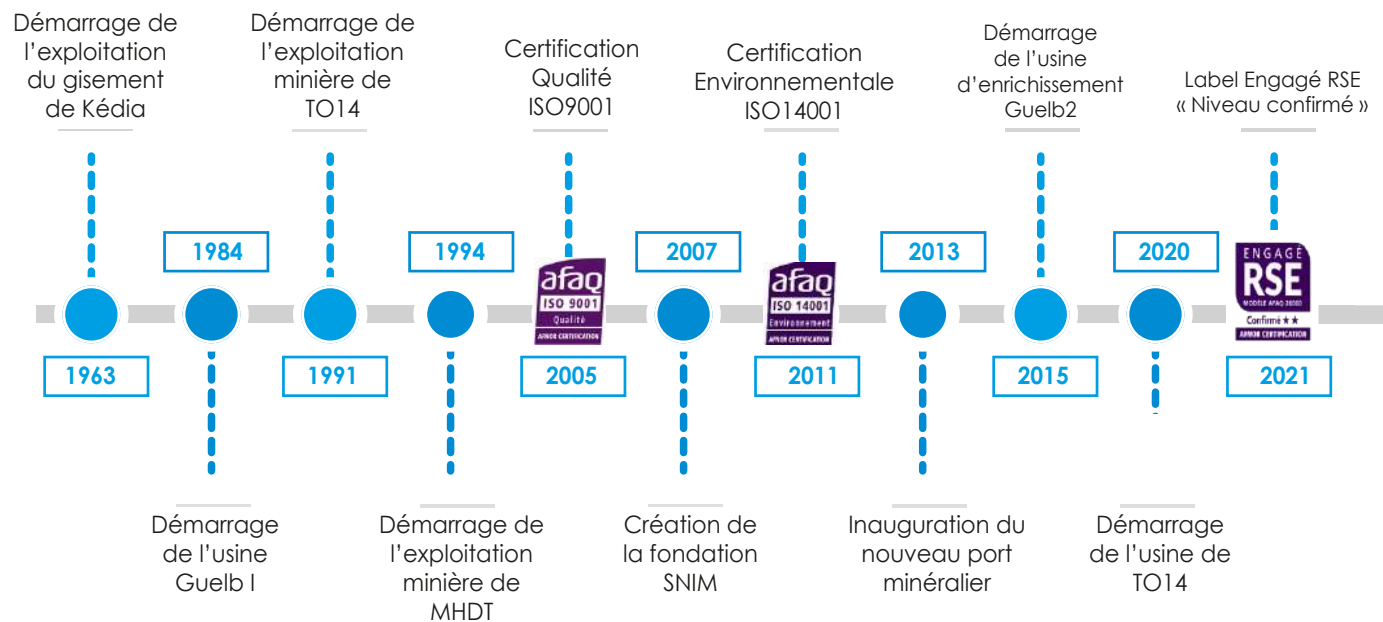 Démarrage de
l'exploitation
du gisement
de Kédia
Démarrage de
l'exploitation
minière de
TO14
Certification
Qualité
ISO9001
Certification
Environnementale
ISO14001
Démarrage
de l'usine
d'enrichissement
Guelb2
Label Engagé RSE
« Niveau confirmé »
1984
1994
2007
2013
2020
afaq
ISO 9001
Qualité
AFNOR CERTIFICATION
afaq
ISO 14001
Environnement
AFNOR CERTIFICATION
ENGAGÉ
RSE
MODÈLE AFAQ 26000
Confirmé ★★
AFNOR CERTIFICATION
1963
1991
2005
2011
2015
2021
Démarrage
de l'usine
Guelb I
Démarrage de
l'exploitation
minière de
MHDT
Création de
la fondation
SNIM
Inauguration du
nouveau port
minéralier
Démarrage
de l'usine de
TO14